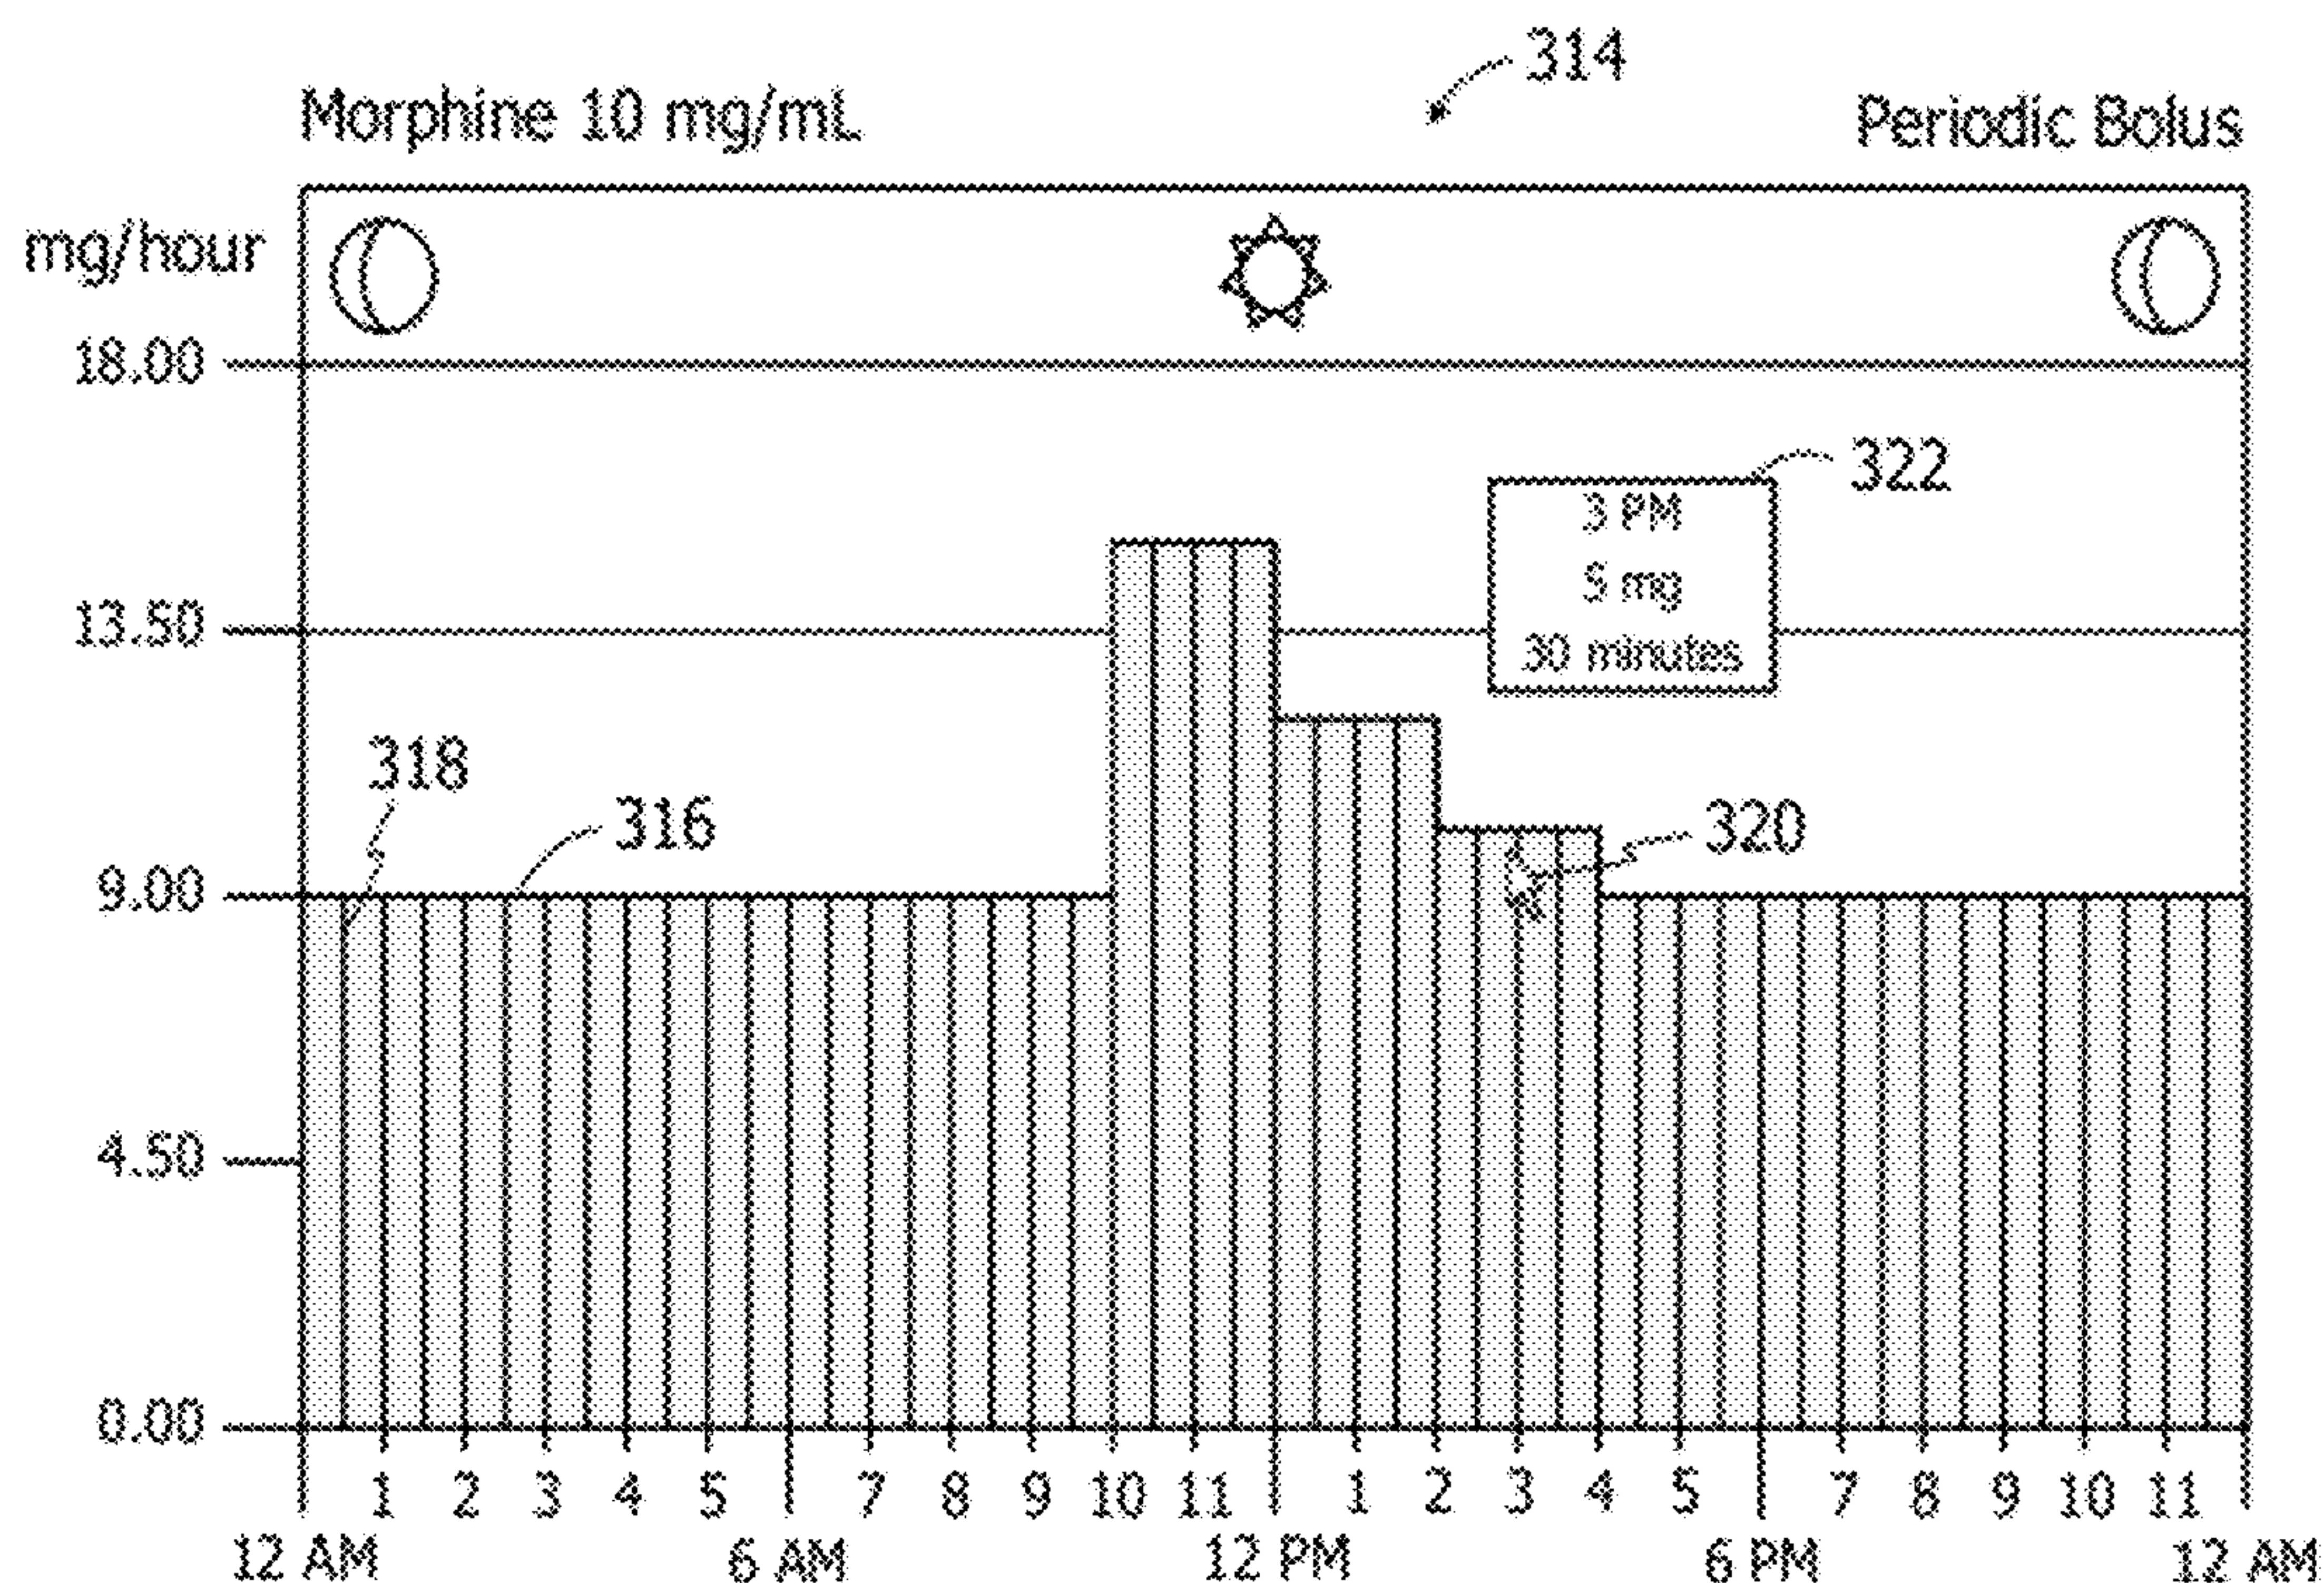 314
Morphine 10 mg/mL
Periodic Bolus
mg/hour
18.00
322
3 PM
5 mg
30 minutes
13.50
318
316
320
9.00
4.50
0.00
1 2 3 4 5 7 8 9 10 11 1 2 3 4 5 7 8 9 10 11
12 AM 6 AM 12 PM 6 PM 12 AM